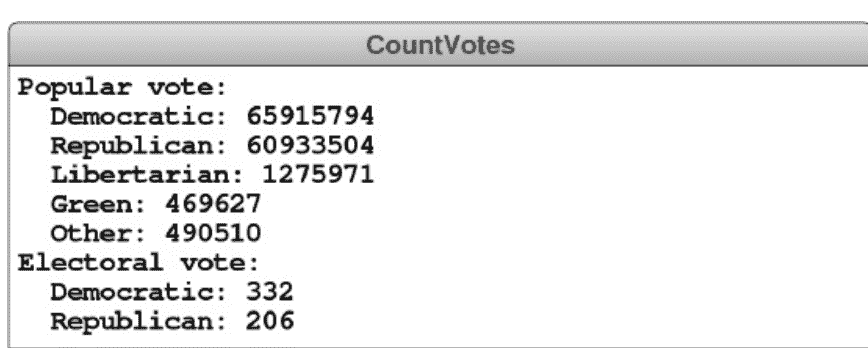 CountVotes
Popular vote:
  Democratic: 65915794
  Republican: 60933504
  Libertarian: 1275971
  Green: 469627
  Other: 490510
Electoral vote:
  Democratic: 332
  Republican: 206